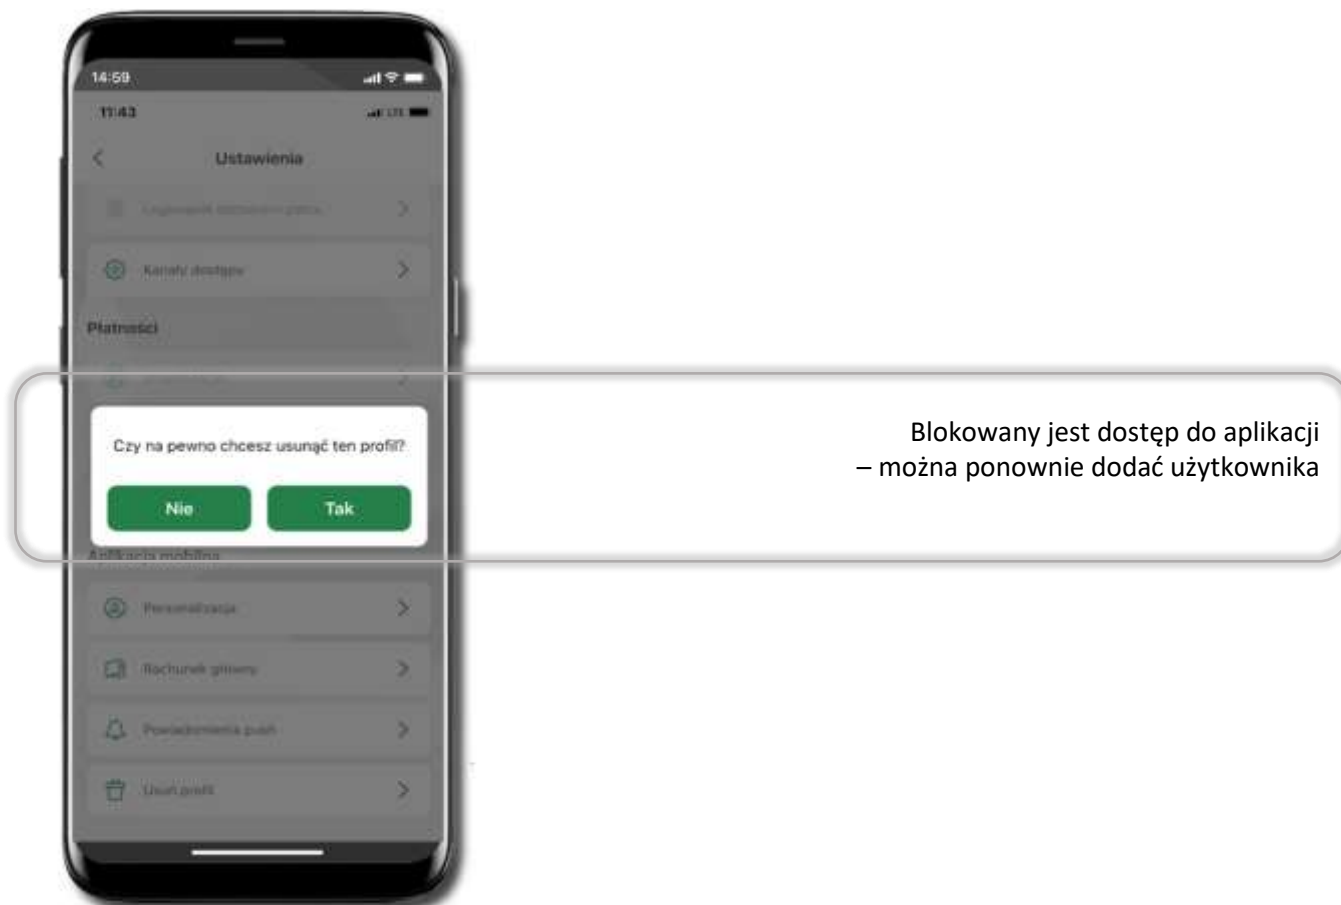 14:59
11:43
LTE
Ustawienia
Kanały dostępu
Płatności
Czy na pewno chcesz usunąć ten profil?
Nie
Tak
Aplikacja mobilna
Personalizacja
Rachunek główny
Powiadomienia push
Usuń profil
Blokowany jest dostęp do aplikacji
– można ponownie dodać użytkownika